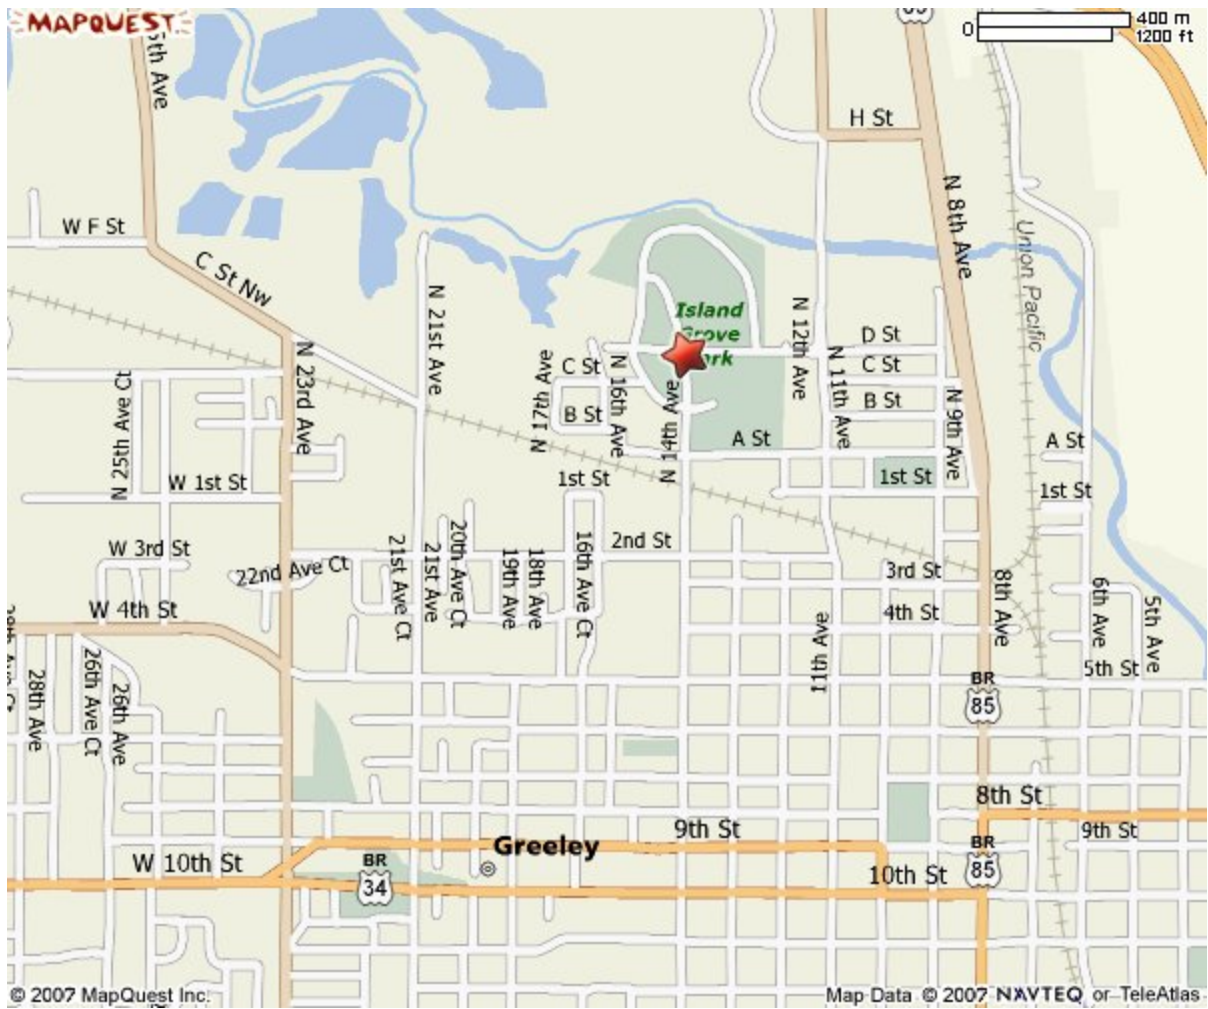 MAPQUEST
5th Ave
85
0
400 m
1200 ft
H St
N 8th Ave
W F St
C St Nw
Union Pacific
N 21st Ave
N 12th Ave
Island
Grove
Park
D St
C St
B St
N 11th Ave
N 9th Ave
N 23rd Ave
N 25th Ave Ct
N 17th Ave
C St
B St
N 16th Ave
N 14th Ave
A St
A St
W 1st St
1st St
1st St
1st St
W 3rd St
22nd Ave Ct
21st Ave Ct
21st Ave
20th Ave Ct
19th Ave
18th Ave
16th Ave Ct
2nd St
3rd St
8th Ave
W 4th St
4th St
11th Ave
6th Ave
5th Ave
5th St
28th Ave
26th Ave Ct
26th Ave
BR
85
8th St
9th St
9th St
Greeley
W 10th St
BR
34
10th St
BR
85
© 2007 MapQuest Inc.
Map Data © 2007 NAVTEQ or TeleAtlas